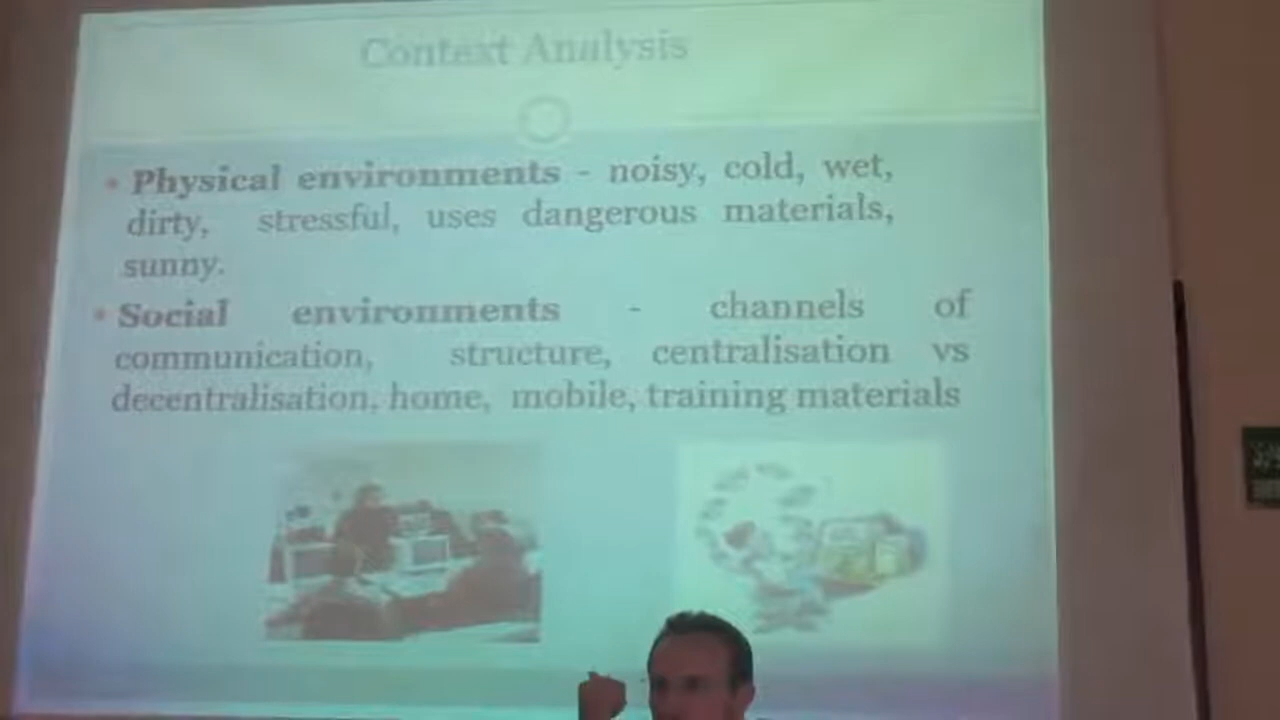 Context Analysis
• Physical environments - noisy, cold, wet,
dirty, stressful, uses dangerous materials,
sunny.
• Social environments - channels of
communication, structure, centralisation vs
decentralisation, home, mobile, training materials